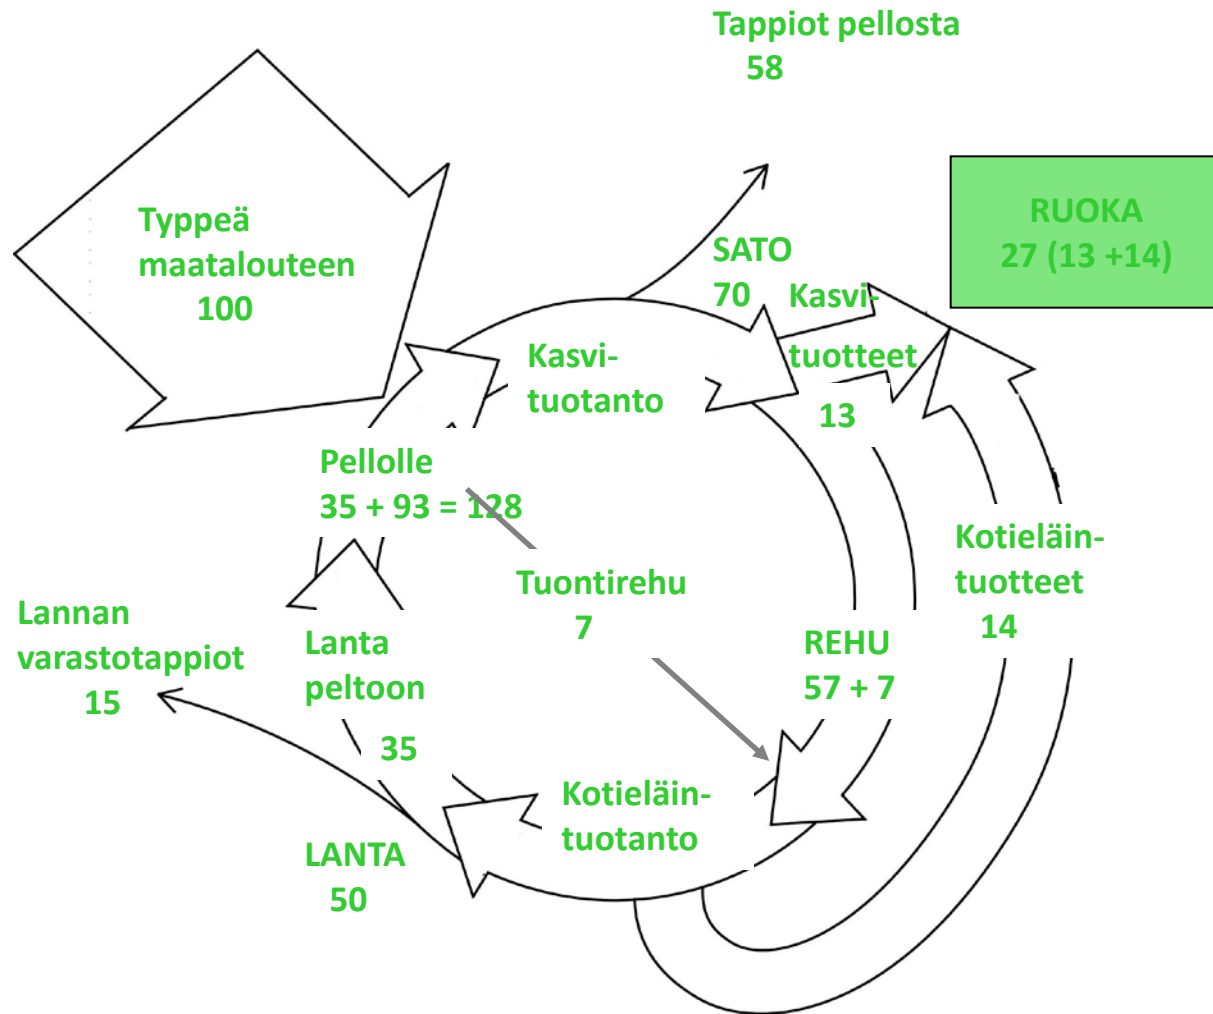 Tappiot pellosta
58
Typpeä
maatalouteen
100
RUOKA
27 (13 +14)
SATO
70
Kasvi-
tuotteet
13
Kasvi-
tuotanto
Pellolle
35 + 93 = 128
Tuontirehu
7
Kotieläin-
tuotteet
14
Lannan
varastotappiot
15
Lanta
peltoon
35
REHU
57 + 7
Kotieläin-
tuotanto
LANTA
50